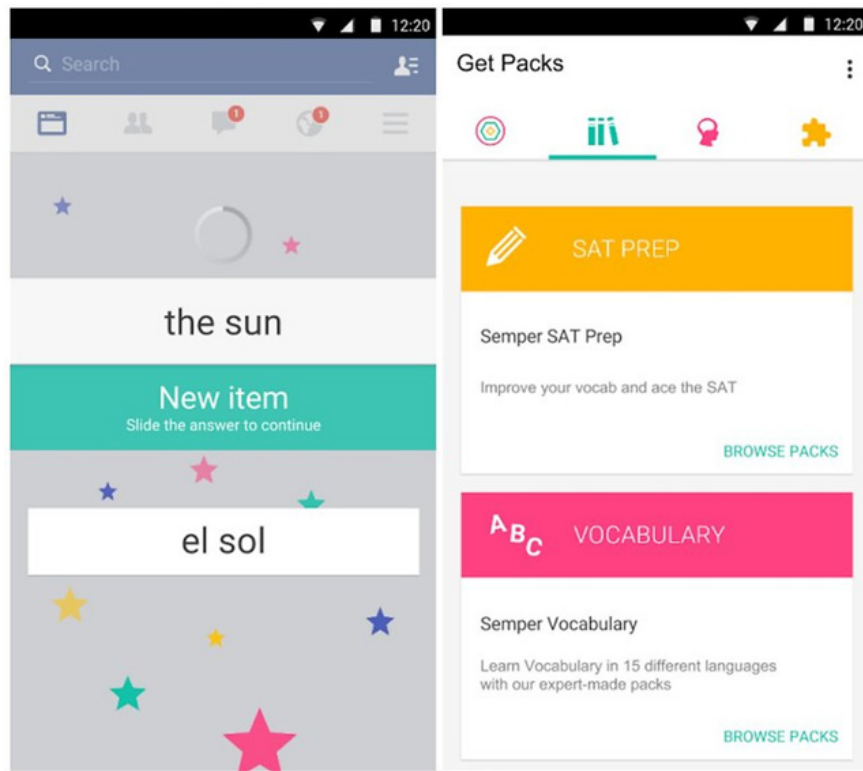 12:20
Search
1
1
the sun
New item
Slide the answer to continue
el sol
12:20
Get Packs
SAT PREP
Semper SAT Prep
Improve your vocab and ace the SAT
BROWSE PACKS
ABC
VOCABULARY
Semper Vocabulary
Learn Vocabulary in 15 different languages
with our expert-made packs
BROWSE PACKS